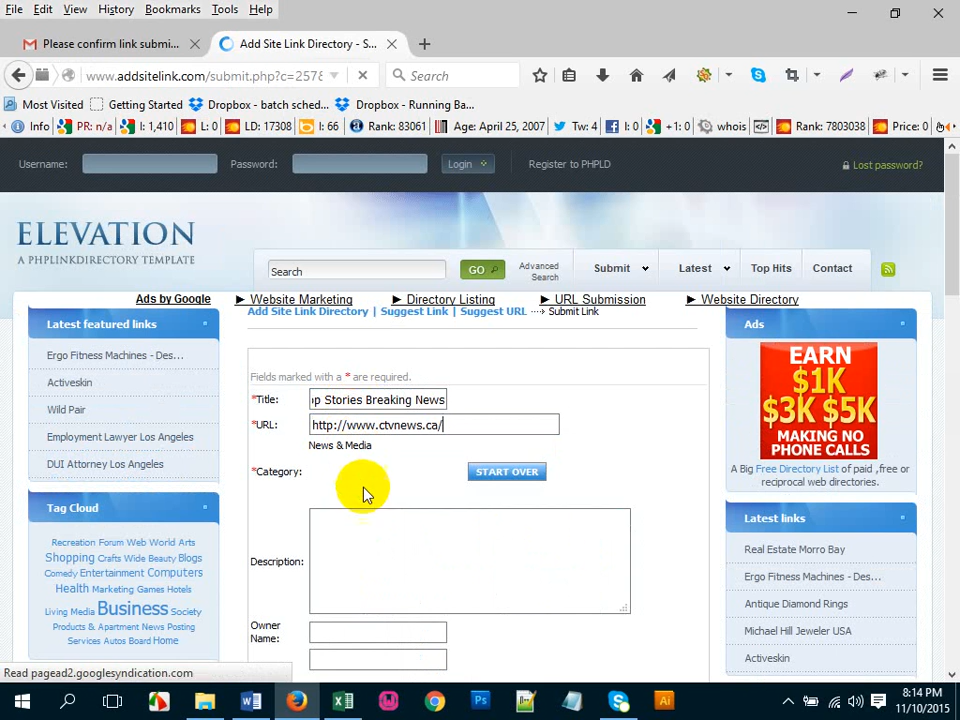 File Edit View History Bookmarks Tools Help
Please confirm link submi...
Add Site Link Directory - S...
www.addsitelink.com/submit.php?c=2578
Search
Most Visited Getting Started Dropbox - batch sched... Dropbox - Running Ba...
Info PR: n/a I: 1,410 L: 0 LD: 17308 I: 66 Rank: 83061 Age: April 25, 2007 Tw: 4 I: 0 +1: 0 whois Rank: 7803038 Price: 0
Username: Password: Login Register to PHPLD Lost password?
ELEVATION
A PHPLINKDIRECTORY TEMPLATE
Search GO Advanced
Search
Submit Latest Top Hits Contact
Ads by Google Website Marketing Directory Listing URL Submission Website Directory
Add Site Link Directory | Suggest Link | Suggest URL Submit Link
Latest featured links
Ergo Fitness Machines - Des...
Activeskin
Wild Pair
Employment Lawyer Los Angeles
DUI Attorney Los Angeles
Tag Cloud
Recreation Forum Web World Arts
Shopping Crafts Wide Beauty Blogs
Comedy Entertainment Computers
Health Marketing Games Hotels
Living Media Business Society
Products & Apartment News Posting
Services Autos Board Home
Fields marked with a * are required.
*Title: op Stories Breaking News
*URL: http://www.ctvnews.ca/
News & Media
*Category: START OVER
Description:
Owner
Name:
Ads
EARN
$1K
$3K $5K
MAKING NO
PHONE CALLS
A Big Free Directory List of paid ,free or
reciprocal web directories.
Latest links
Real Estate Morro Bay
Ergo Fitness Machines - Des...
Antique Diamond Rings
Michael Hill Jeweler USA
Activeskin
Read pagead2.googlesyndication.com
8:14 PM
11/10/2015